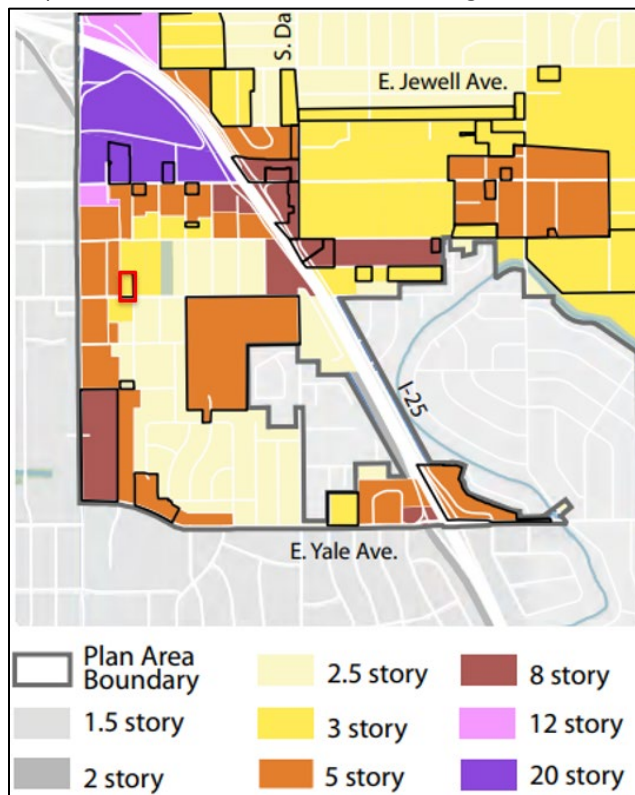 S. Da
E. Jewell Ave.
I-25
E. Yale Ave.
Plan Area
Boundary
2.5 story
8 story
1.5 story
3 story
12 story
2 story
5 story
20 story